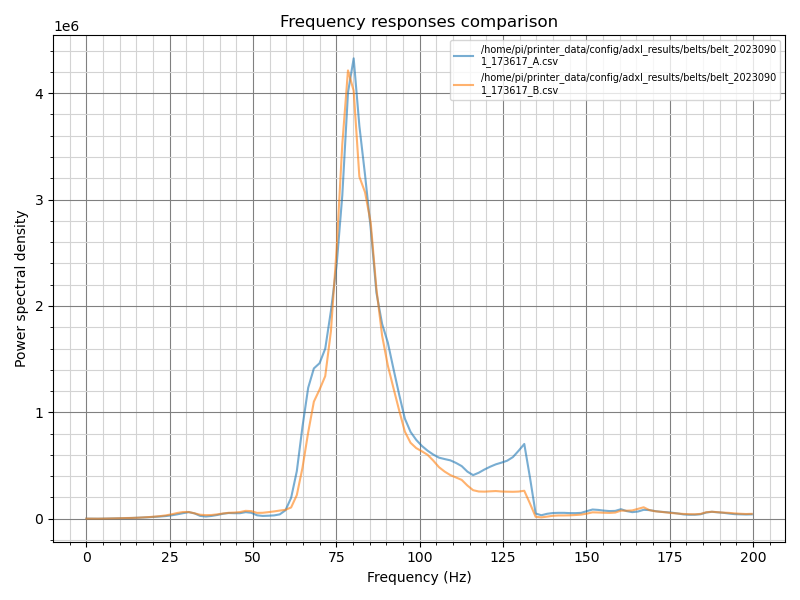 Frequency responses comparison
1e6
/home/pi/printer_data/config/adxl_results/belts/belt_2023090
1_173617_A.csv
/home/pi/printer_data/config/adxl_results/belts/belt_2023090
1_173617_B.csv
4
3
2
1
0
Power spectral density
0 25 50 75 100 125 150 175 200
Frequency (Hz)